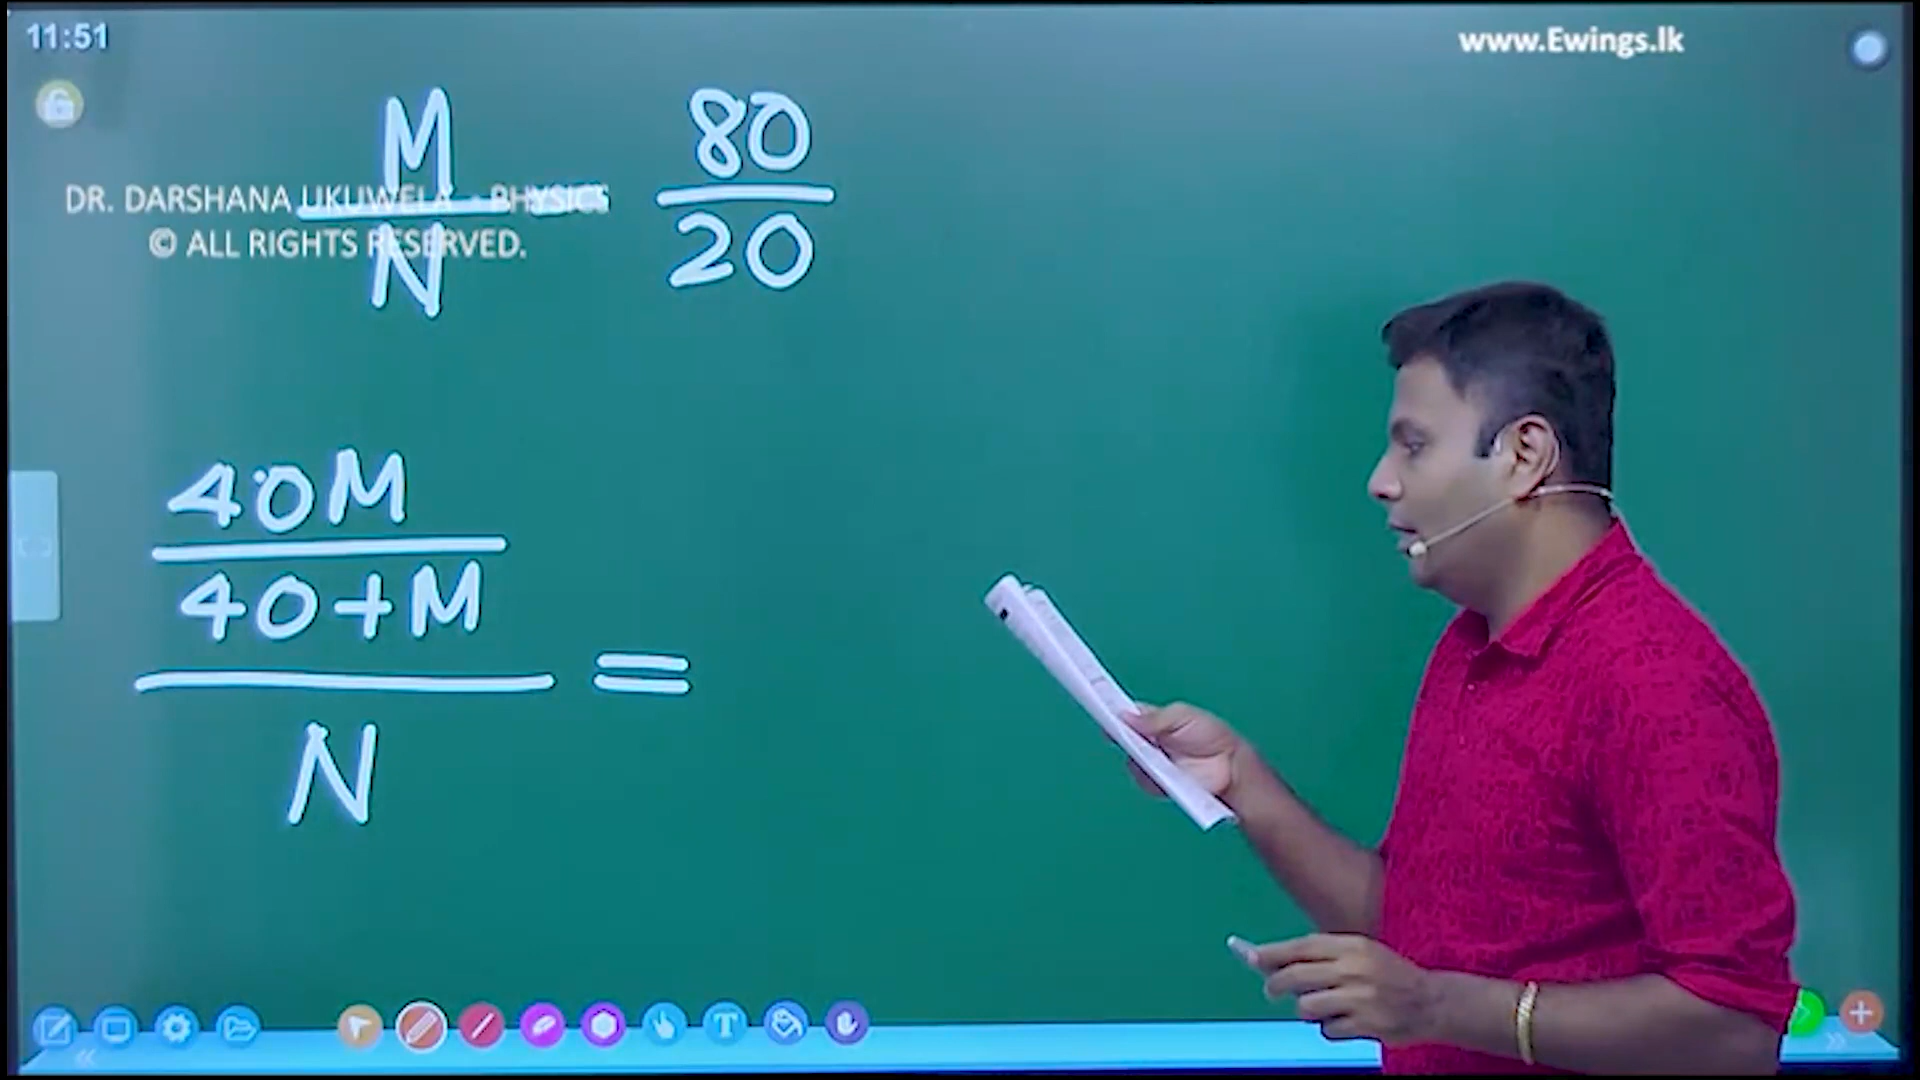 11:51
www.Ewings.lk
M/N = 80/20
DR. DARSHANA UKUWELA - PHYSICS
© ALL RIGHTS RESERVED.
40M
40+M
=
N
T